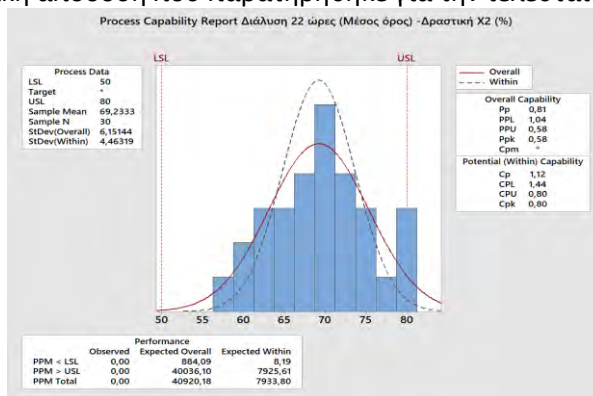 Process Capability Report Διάλυση 22 ώρες (Μέσος όρος) -Δραστική X2 (%)
LSL
USL
Process Data
LSL 50
Target *
USL 80
Sample Mean 69,2333
Sample N 30
StDev(Overall) 6,15144
StDev(Within) 4,46319
Overall
Within
Overall Capability
Pp 0,81
PPL 1,04
PPU 0,58
Ppk 0,58
Cpm *
Potential (Within) Capability
Cp 1,12
CPL 1,44
CPU 0,80
Cpk 0,80
50 55 60 65 70 75 80
Performance
Observed Expected Overall Expected Within
PPM < LSL 0,00 884,09 8,19
PPM > USL 0,00 40036,10 7925,61
PPM Total 0,00 40920,18 7933,80